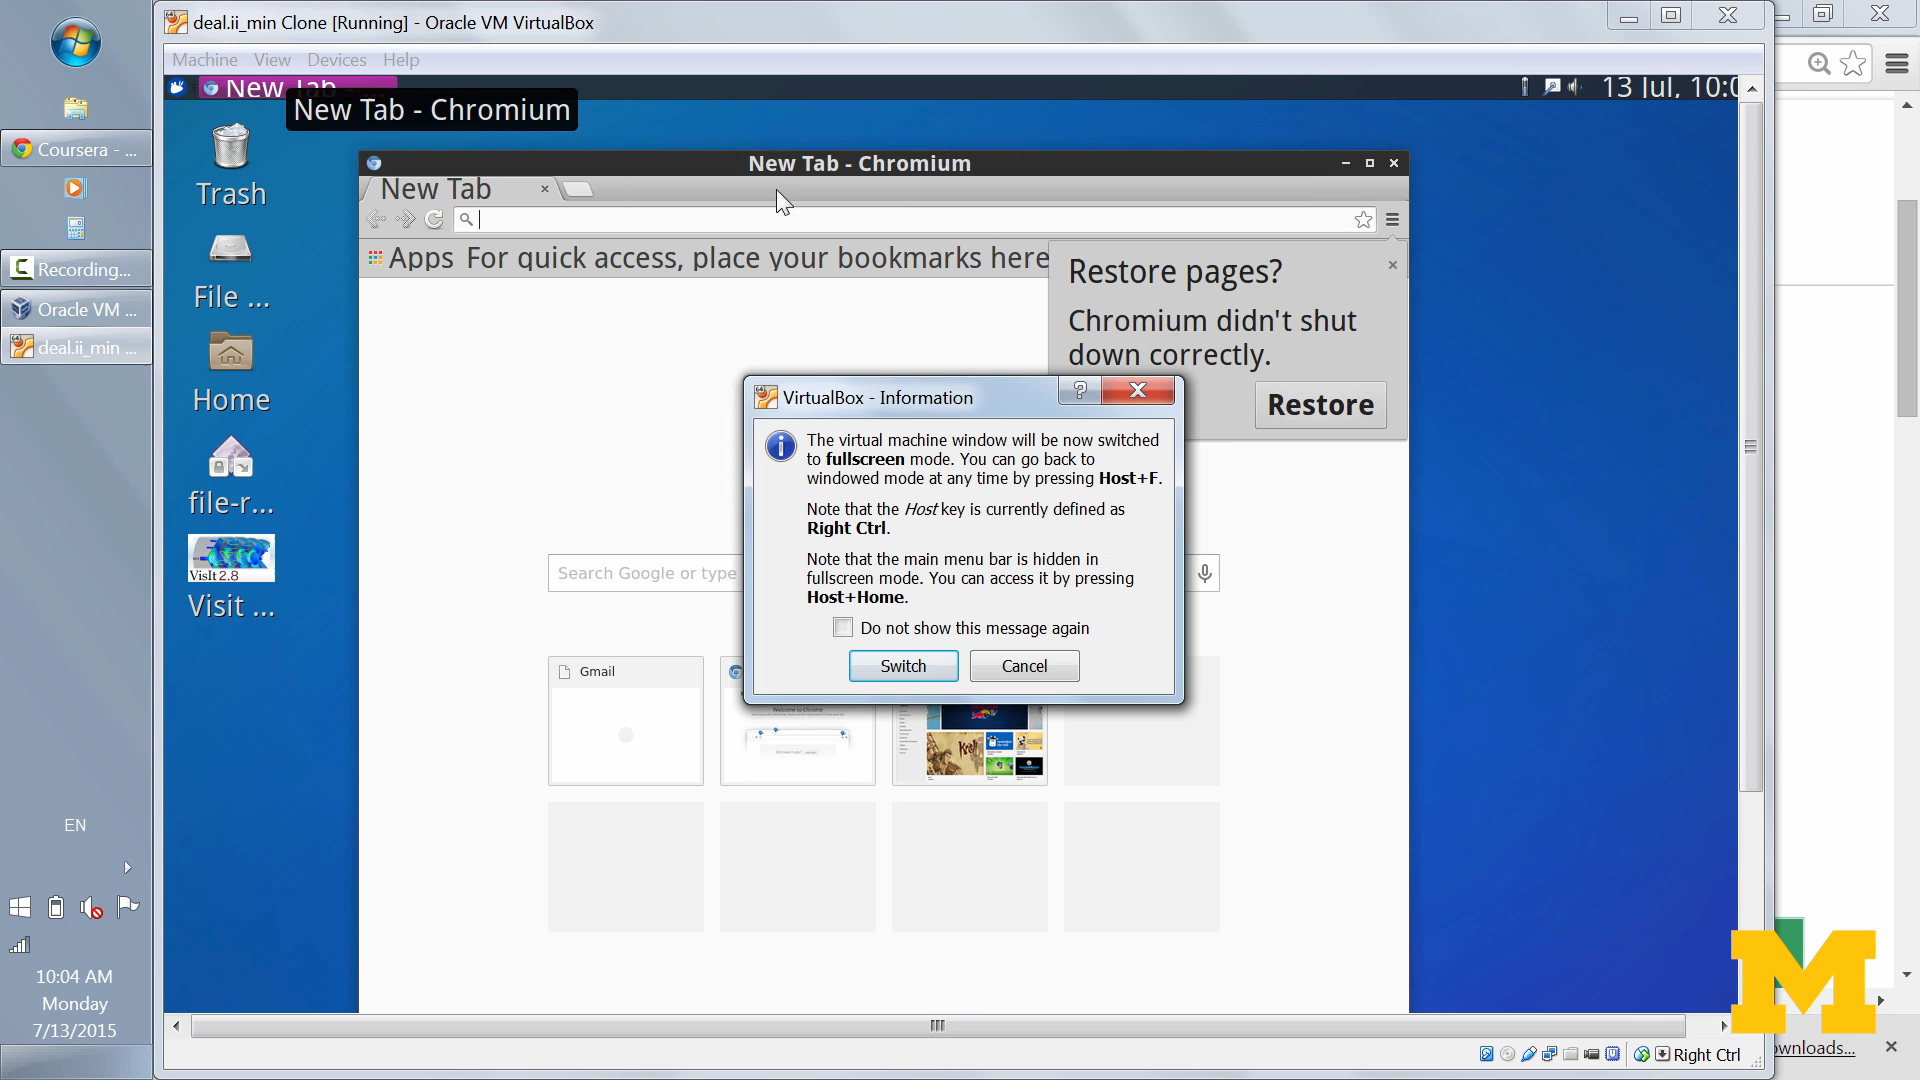 deal.ii_min Clone [Running] - Oracle VM VirtualBox
Machine View Devices Help
New Tab -
13 Jul, 10:0
New Tab - Chromium
Coursera - ...
Recording...
Oracle VM ...
deal.ii_min ...
EN
10:04 AM
Monday
7/13/2015
Trash
File ...
Home
file-r...
VisIt 2.8
Visit ...
New Tab - Chromium
New Tab
Apps For quick access, place your bookmarks here
Restore pages?
Chromium didn't shut
down correctly.
Restore
VirtualBox - Information
The virtual machine window will be now switched
to fullscreen mode. You can go back to
windowed mode at any time by pressing Host+F.
Note that the Host key is currently defined as
Right Ctrl.
Note that the main menu bar is hidden in
fullscreen mode. You can access it by pressing
Host+Home.
Do not show this message again
Switch Cancel
Search Google or type
Gmail
Welcome to Chrome
Right Ctrl
ownloads...
M